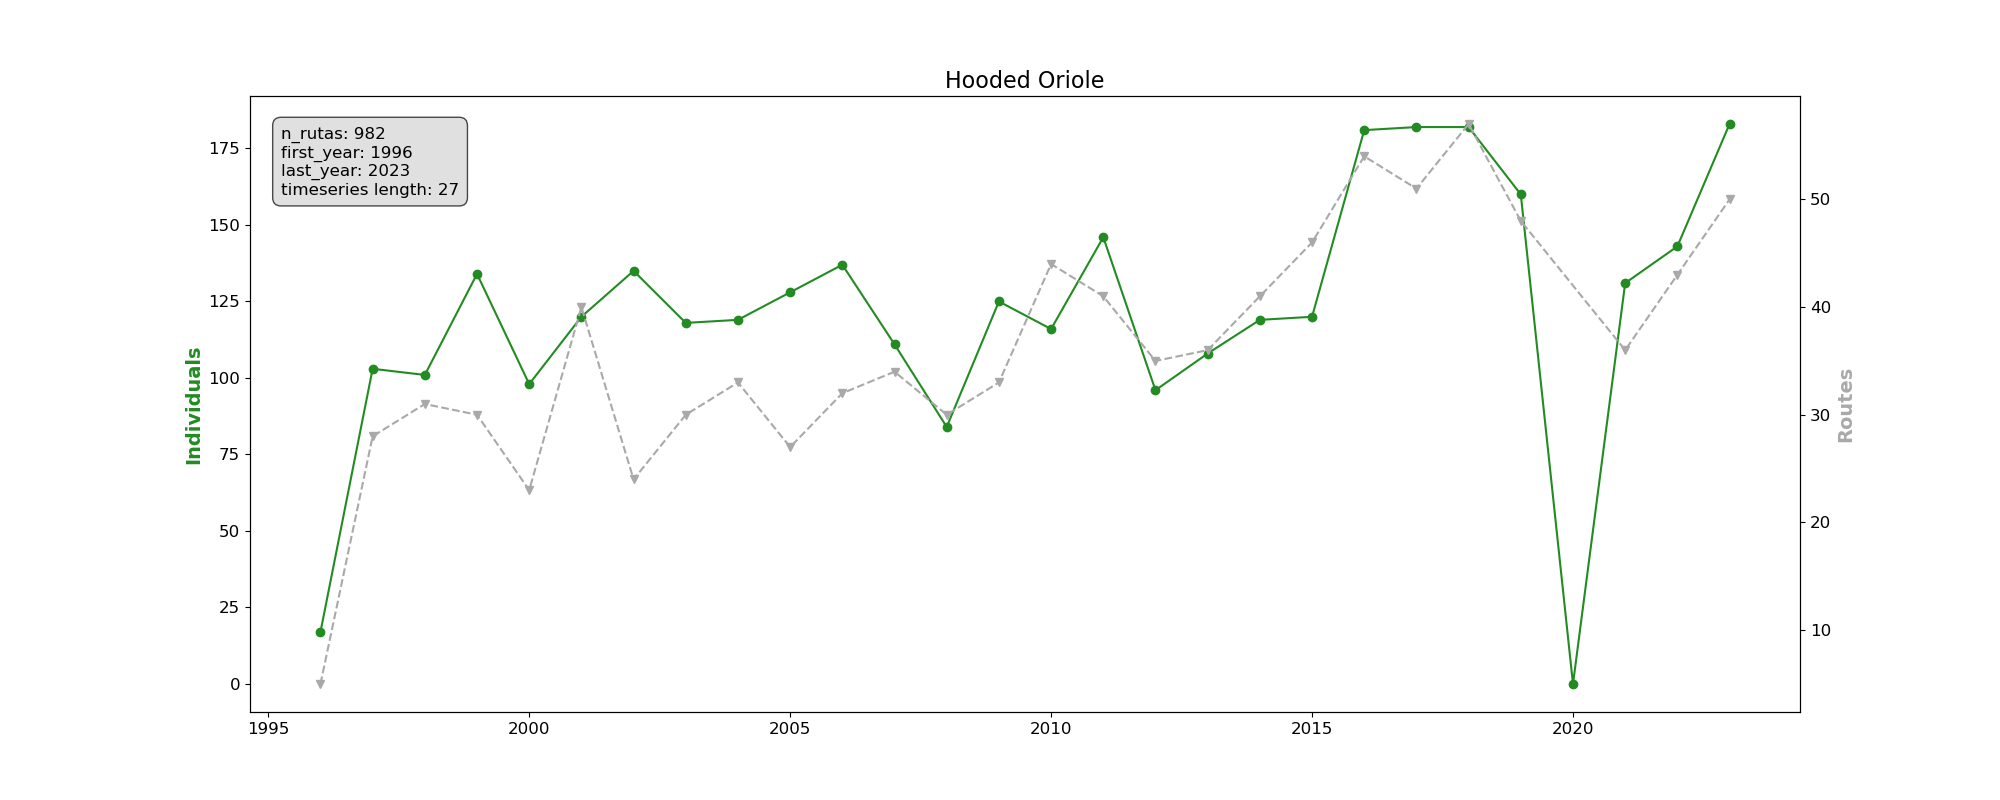 Hooded Oriole
n_rutas: 982
first_year: 1996
last_year: 2023
timeseries length: 27
175
150
125
100
75
50
25
0
Individuals
50
40
30
20
10
Routes
1995
2000
2005
2010
2015
2020